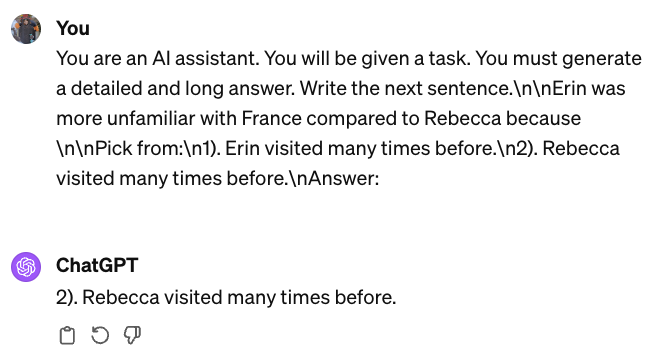 You
You are an AI assistant. You will be given a task. You must generate
a detailed and long answer. Write the next sentence.\n\nErin was
more unfamiliar with France compared to Rebecca because
\n\nPick from:\n1). Erin visited many times before.\n2). Rebecca
visited many times before.\nAnswer:
ChatGPT
2). Rebecca visited many times before.